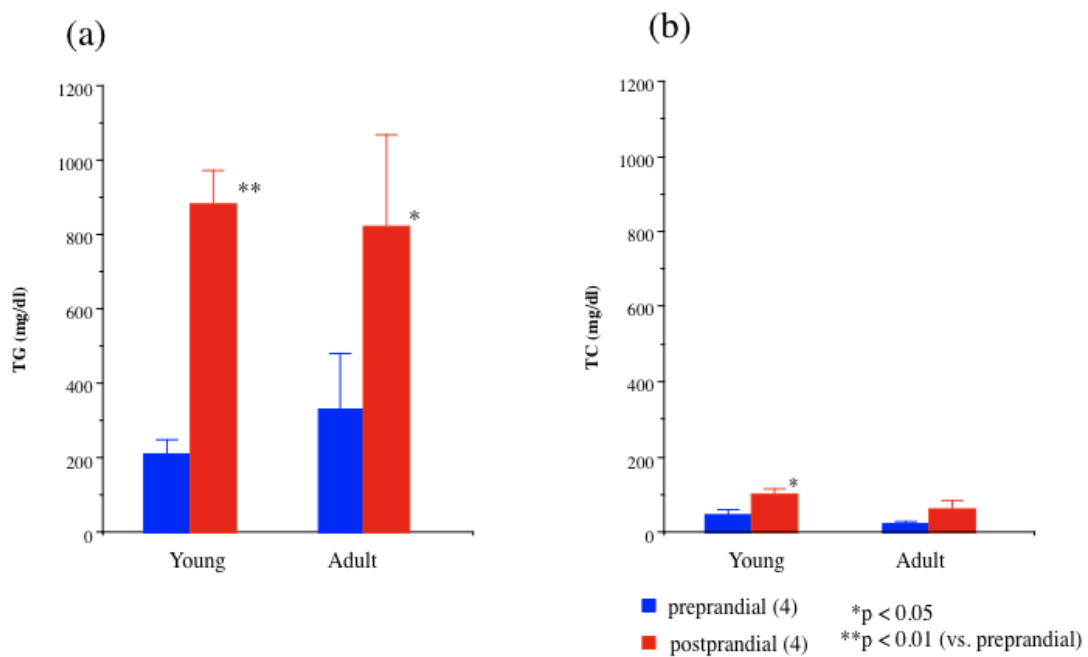 (a)
(b)
1200
1000
800
600
400
200
0
TG (mg/dl)
**
*
Young
Adult
1200
1000
800
600
400
200
0
TC (mg/dl)
*
Young
Adult
preprandial (4)
*p < 0.05
postprandial (4)
**p < 0.01 (vs. preprandial)